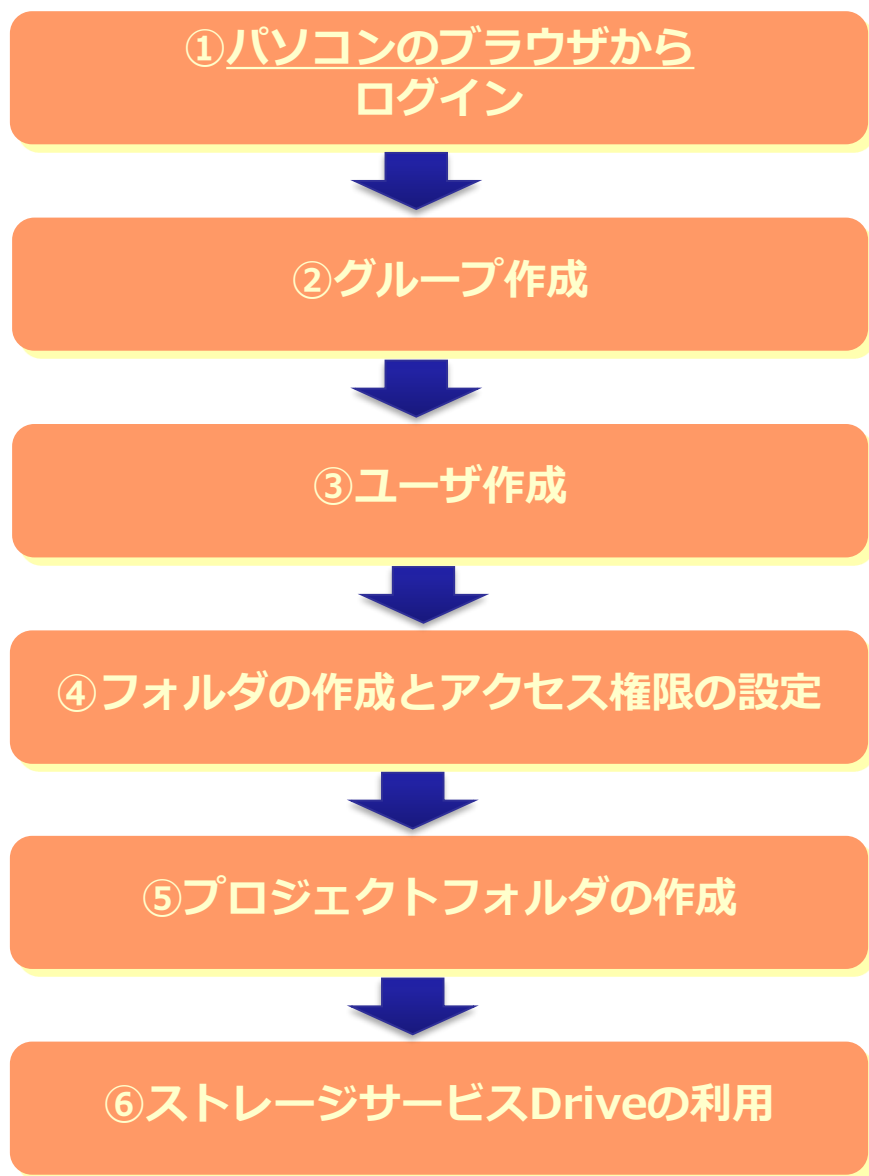 ①パソコンのブラウザから
ログイン
②グループ作成
③ユーザ作成
④フォルダの作成とアクセス権限の設定
⑤プロジェクトフォルダの作成
⑥ストレージサービスDriveの利用